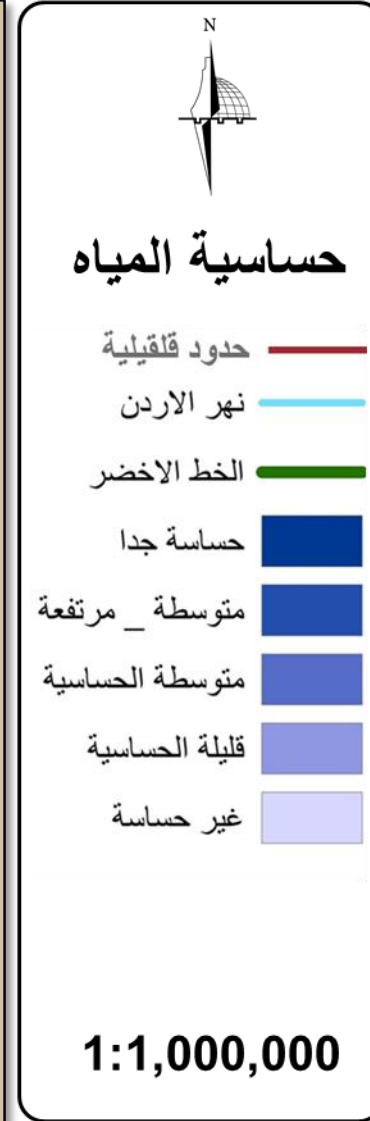 N
حساسية المياه
حدود قلقيلية
نهر الاردن
الخط الاخضر
حساسة جدا
متوسطة _ مرتفعة
متوسطة الحساسية
قليلة الحساسية
غير حساسة
1:1,000,000